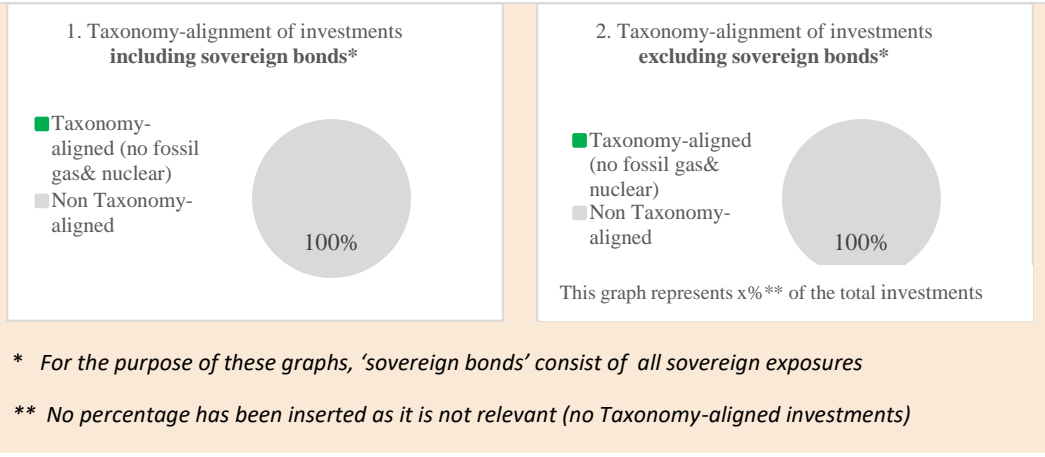 1. Taxonomy-alignment of investments
including sovereign bonds*
Taxonomy-
aligned (no fossil
gas& nuclear)
Non Taxonomy-
aligned
100%
2. Taxonomy-alignment of investments
excluding sovereign bonds*
Taxonomy-aligned
(no fossil gas&
nuclear)
Non Taxonomy-
aligned
100%
This graph represents x%** of the total investments
* For the purpose of these graphs, ‘sovereign bonds’ consist of all sovereign exposures
** No percentage has been inserted as it is not relevant (no Taxonomy-aligned investments)